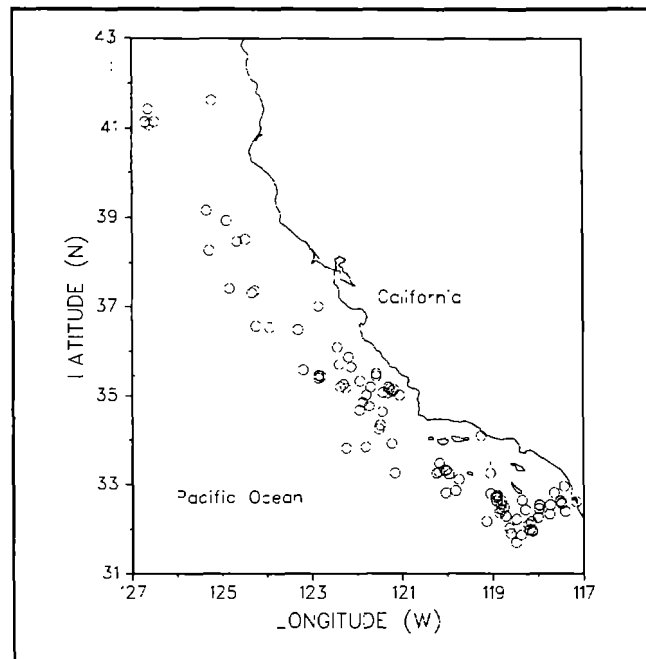 43
41
39
37
35
33
31
LATITUDE (N)
California
Pacific Ocean
127 125 123 121 119 117
LONGITUDE (W)